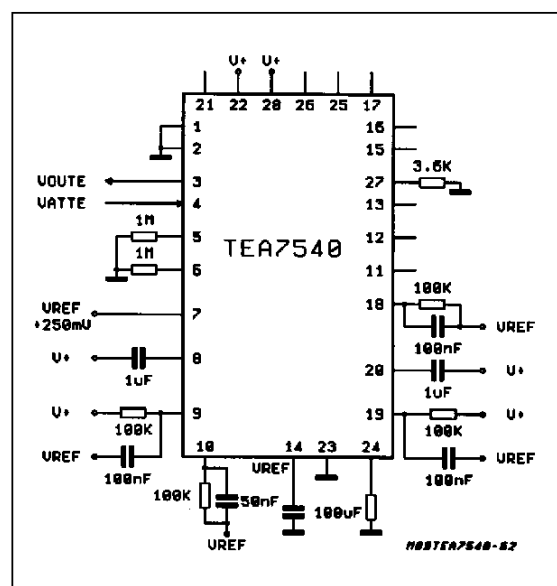 V+ V+
21 22 28 26 25 17
1
2
16
15
VOUTE 3
27 3.6K
VATTE 4
13
1M
5
12
1M
6
TEA7540
11
100K
18
VREF
+250mV
7
100nF
VREF
V+
8
1uF
20
1uF
V+
V+
100K
9
19
100K
V+
VREF
100nF
10 14 23 24
VREF
100nF
VREF
100K
50nF
100uF
VREF
M88TEA7540-52